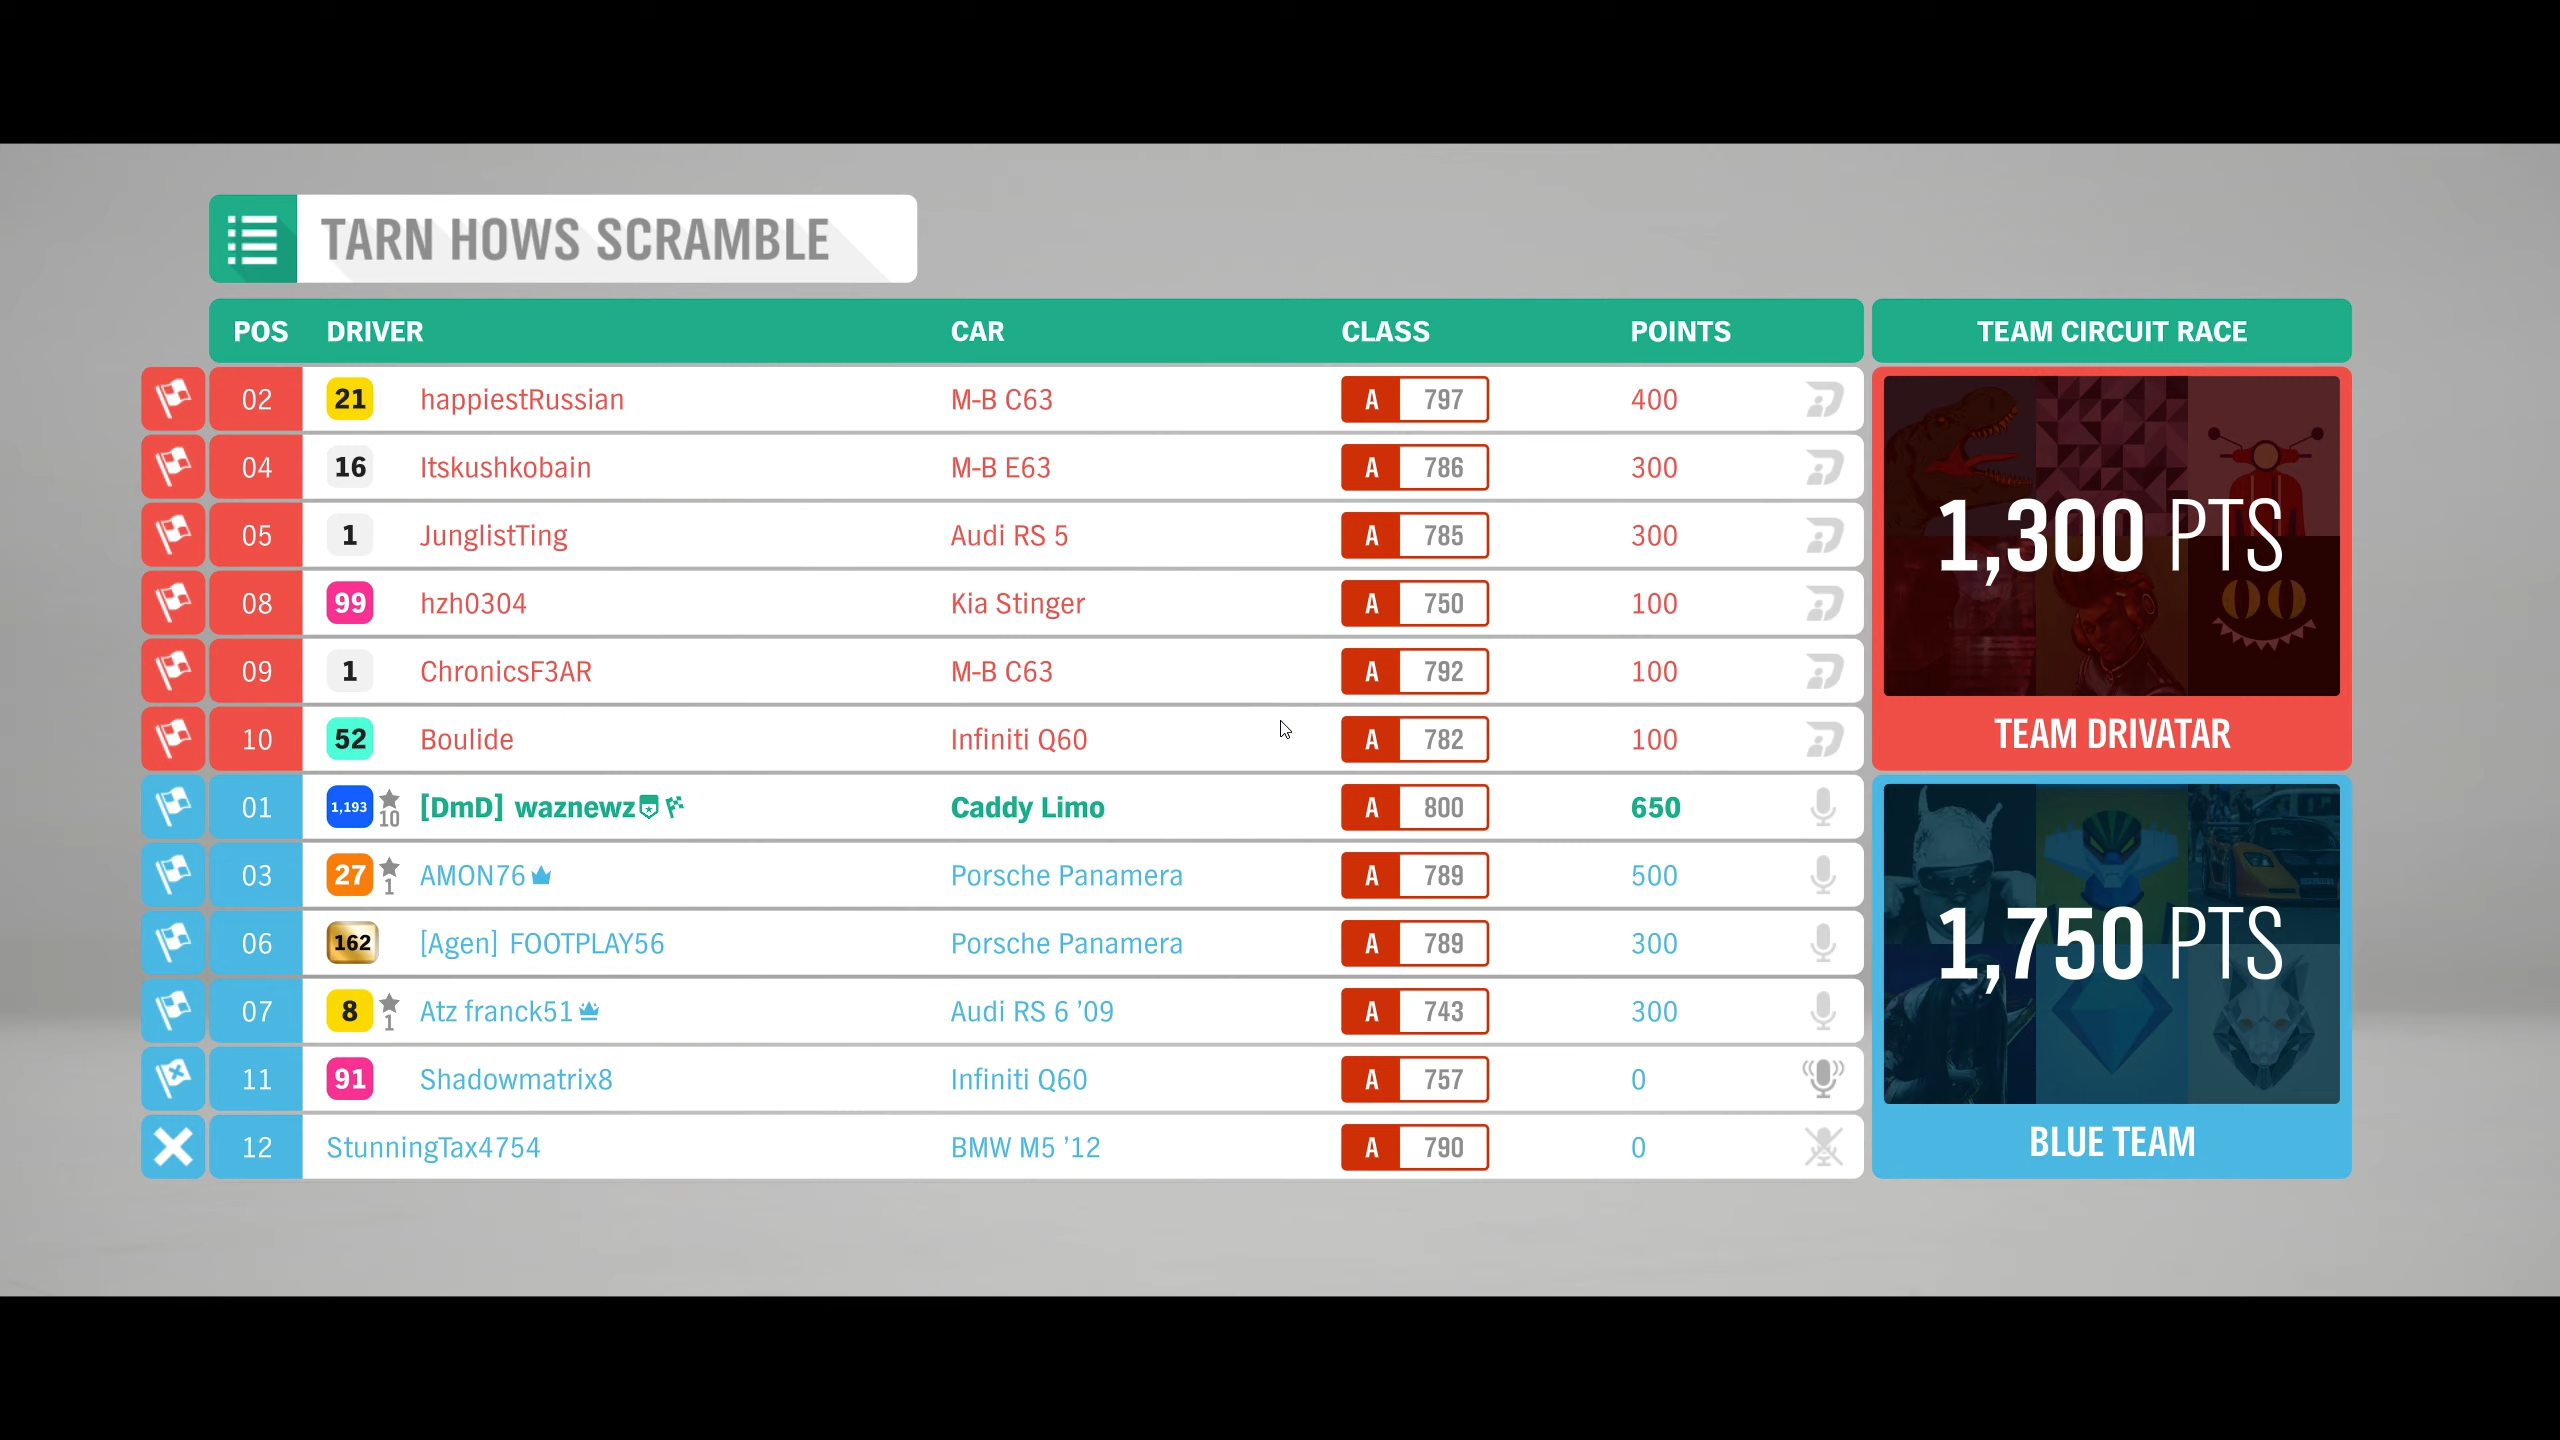 TARN HOWS SCRAMBLE
POS DRIVER CAR CLASS POINTS TEAM CIRCUIT RACE
02 21 happiestRussian M-B C63 A 797 400
04 16 Itskushkobain M-B E63 A 786 300
05 1 JunglistTing Audi RS 5 A 785 300
08 99 hzh0304 Kia Stinger A 750 100
09 1 ChronicsF3AR M-B C63 A 792 100
10 52 Boulide Infiniti Q60 A 782 100
1,300 PTS
TEAM DRIVATAR
01 1,193 10 [DmD] waznewz Caddy Limo A 800 650
03 27 1 AMON76 Porsche Panamera A 789 500
06 162 [Agen] FOOTPLAY56 Porsche Panamera A 789 300
07 8 1 Atz franck51 Audi RS 6 ’09 A 743 300
11 91 Shadowmatrix8 Infiniti Q60 A 757 0
12 StunningTax4754 BMW M5 ’12 A 790 0
1,750 PTS
BLUE TEAM